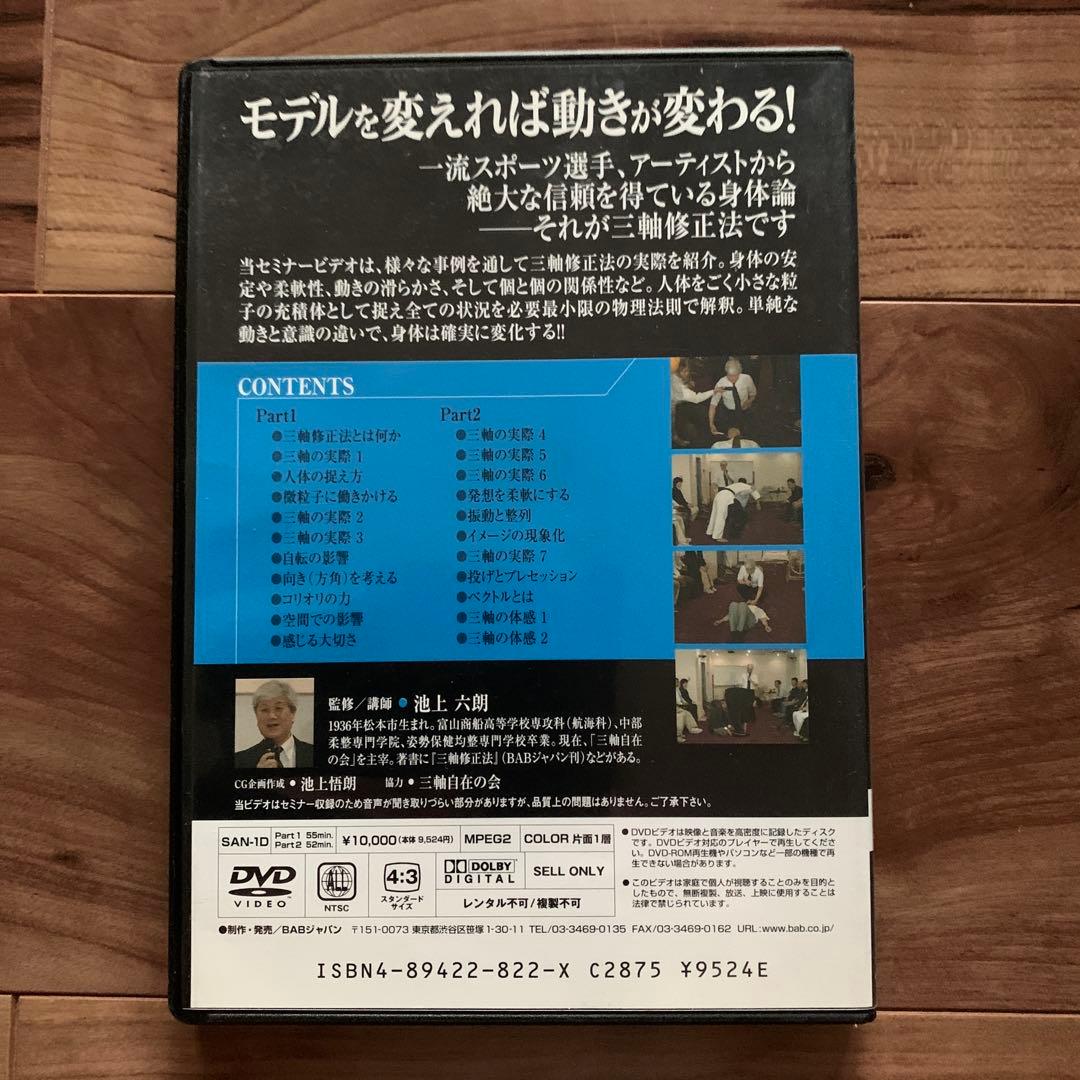 モデルを変えれば動きが変わる!
一流スポーツ選手、アーティストから
絶大な信頼を得ている身体論
——それが三軸修正法です
当セミナービデオは、様々な事例を通して三軸修正法の実際を紹介。身体の安
定や柔軟性、動きの滑らかさ、そして個と個の関係性など。人体をごく小さな粒
子の充積体として捉え全ての状況を必要最小限の物理法則で解釈。単純な
動きと意識の違いで、身体は確実に変化する!!
CONTENTS
Part1
●三軸修正法とは何か
●三軸の実際 1
●人体の捉え方
●微粒子に働きかける
●三軸の実際 2
●三軸の実際 3
●自転の影響
●向き(方角)を考える
●コリオリの力
●空間での影響
●感じる大切さ
Part2
●三軸の実際 4
●三軸の実際 5
●三軸の実際 6
●発想を柔軟にする
●振動と整列
●イメージの現象化
●三軸の実際 7
●投げとプレセッション
●ベクトルとは
●三軸の体感 1
●三軸の体感 2
監修/講師 ● 池上 六朗
1936年松本市生まれ。富山商船高等学校専攻科(航海科)、中部
柔整専門学院、姿勢保健均整専門学校卒業。現在、「三軸自在
の会」を主宰。著書に『三軸修正法』(BABジャパン刊)などがある。
CG企画作成 ● 池上悟朗 協力 ● 三軸自在の会
当ビデオはセミナー収録のため音声が聞き取りづらい部分がありますが、品質上の問題はありません。ご了承下さい。
SAN-1D Part1 55min. Part2 52min. ¥10,000(本体 9,524円) MPEG2 COLOR 片面1層
DVD VIDEO™
ALL NTSC
4:3 スタンダードサイズ
DOLBY DIGITAL
SELL ONLY
レンタル不可/複製不可
●DVDビデオは映像と音楽を高密度に記録したディスク
です。DVDビデオ対応のプレイヤーで再生してくださ
い。DVD-ROM再生機やパソコンなど一部の機種で再
生できない場合があります。
●このビデオは家庭で個人が視聴することのみを目的と
したもので、無断複製、放送、上映に使用することは
法律で禁じられています。
●制作・発売/BABジャパン 〒151-0073 東京都渋谷区笹塚1-30-11 TEL/03-3469-0135 FAX/03-3469-0162 URL:www.bab.co.jp/
ISBN4-89422-822-X C2875 ¥9524E